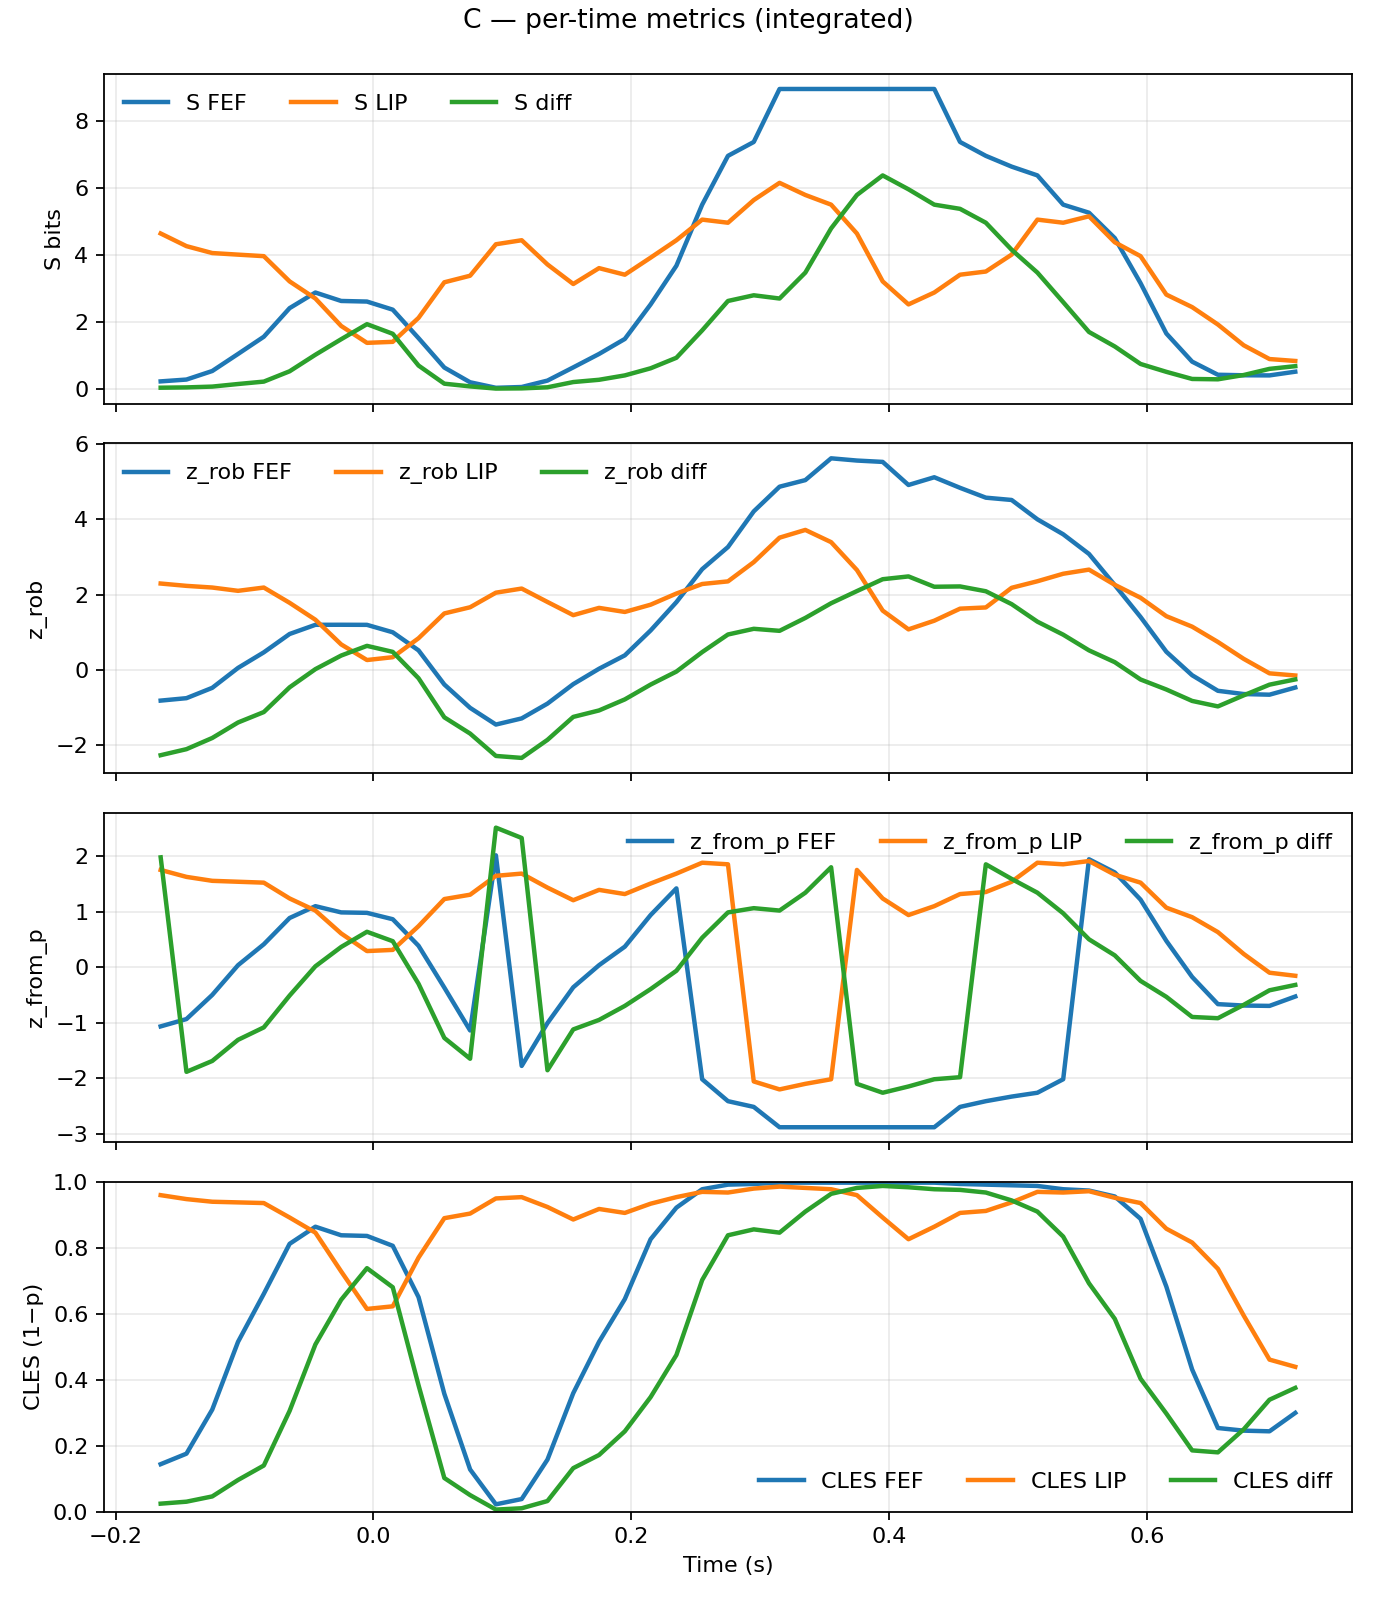 C — per-time metrics (integrated)
S FEF S LIP S diff
8
6
4
2
0
S bits
z_rob FEF z_rob LIP z_rob diff
6
4
2
0
−2
z_rob
z_from_p FEF z_from_p LIP z_from_p diff
2
1
0
−1
−2
−3
z_from_p
1.0
0.8
0.6
0.4
0.2
0.0
CLES (1−p)
CLES FEF CLES LIP CLES diff
−0.2 0.0 0.2 0.4 0.6
Time (s)